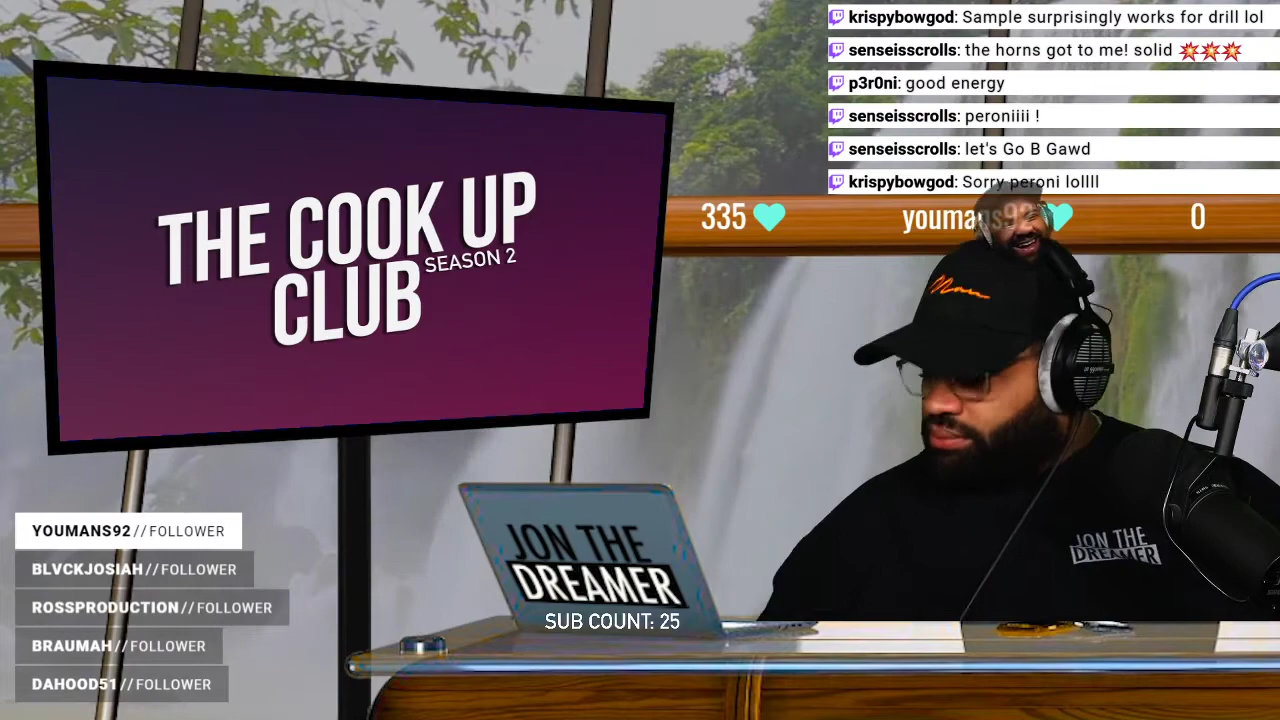 krispybowgod: Sample surprisingly works for drill lol
senseisscrolls: the horns got to me! solid 💥💥💥
p3r0ni: good energy
senseisscrolls: peroniiii !
senseisscrolls: let's Go B Gawd
krispybowgod: Sorry peroni lollll
335
youmans92
0
THE COOK UP
CLUB SEASON 2
JON THE
DREAMER
SUB COUNT: 25
JON THE
DREAMER
YOUMANS92//FOLLOWER
BLVCKJOSIAH//FOLLOWER
ROSSPRODUCTION//FOLLOWER
BRAUMAH//FOLLOWER
DAHOOD51//FOLLOWER